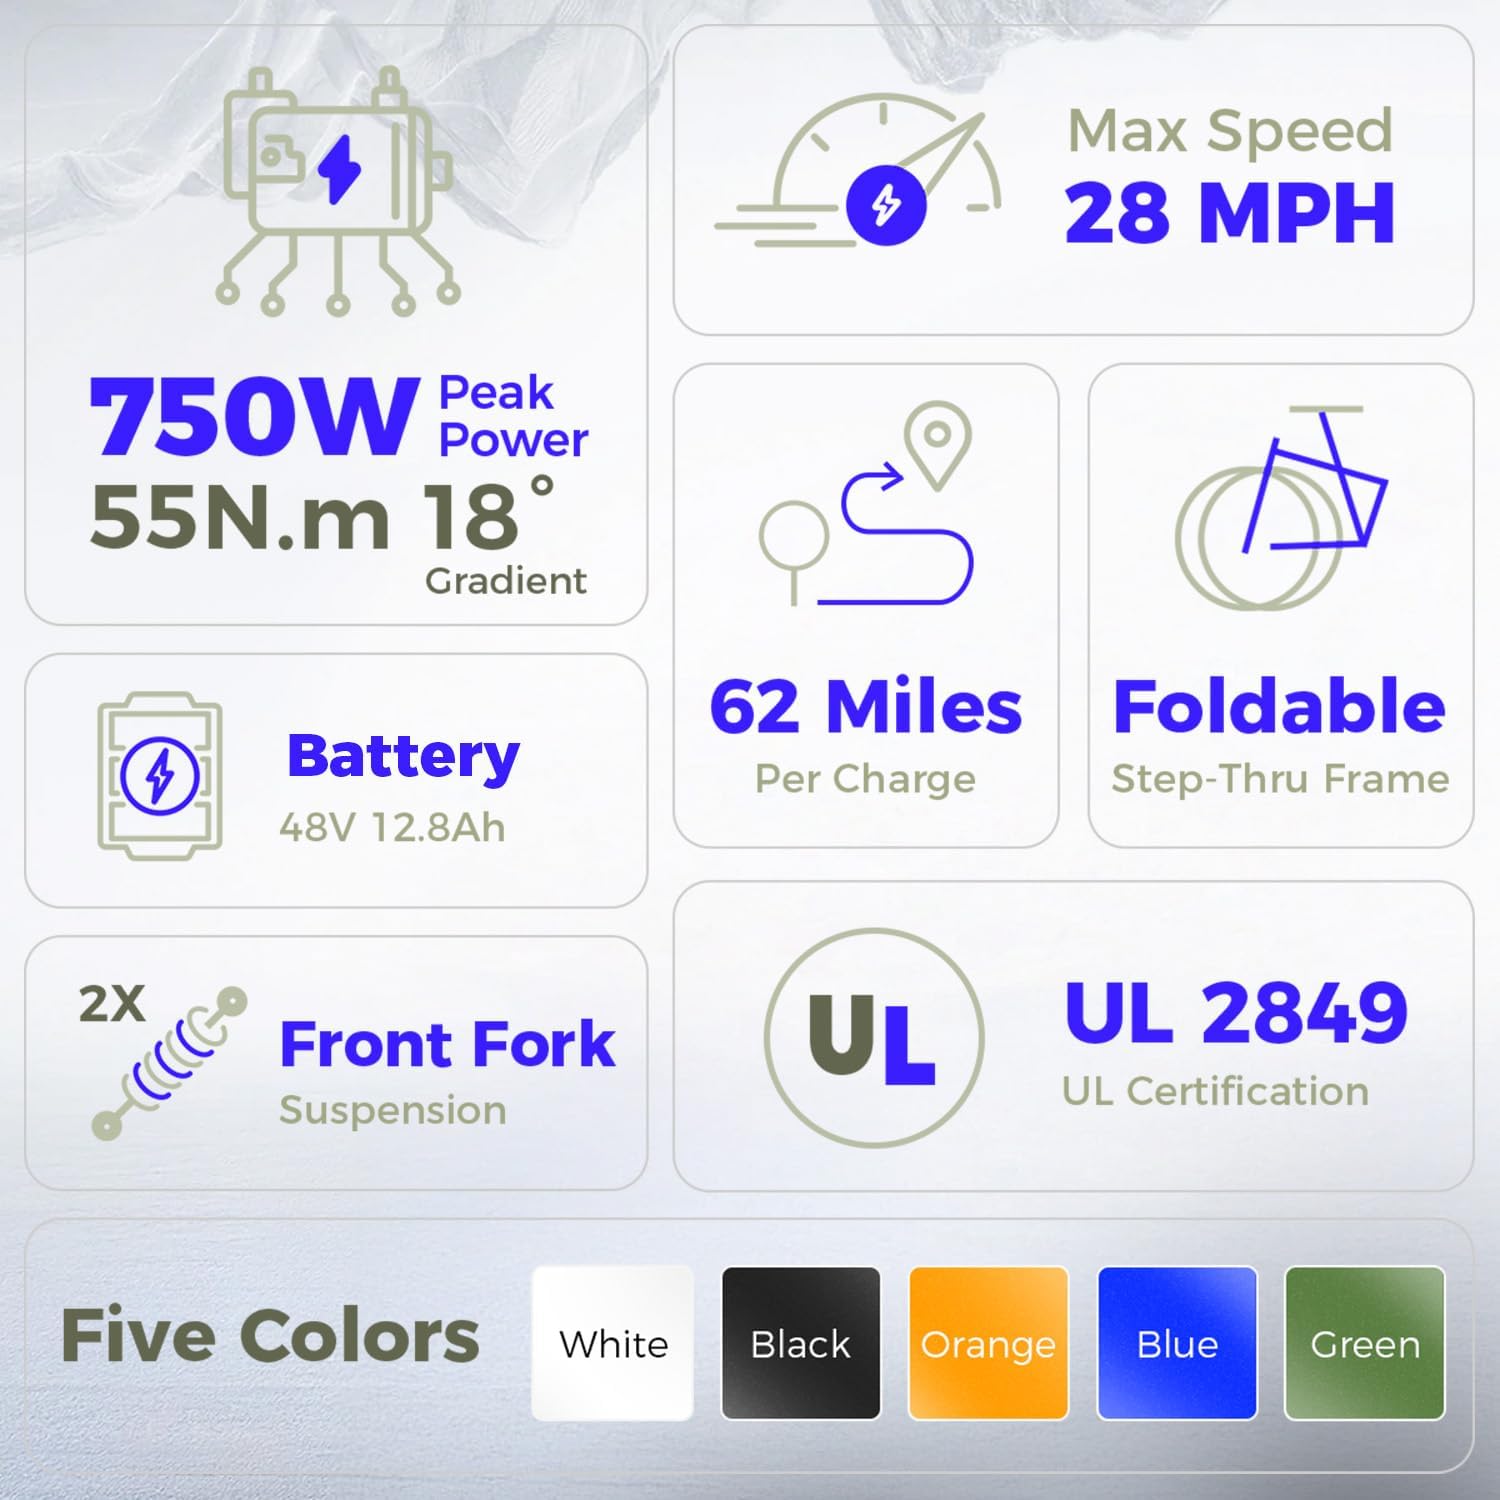 750W Peak Power
55N.m 18°
Gradient
Max Speed
28 MPH
62 Miles
Per Charge
Foldable
Step-Thru Frame
Battery
48V 12.8Ah
2X
Front Fork
Suspension
UL
UL 2849
UL Certification
Five Colors
White
Black
Orange
Blue
Green